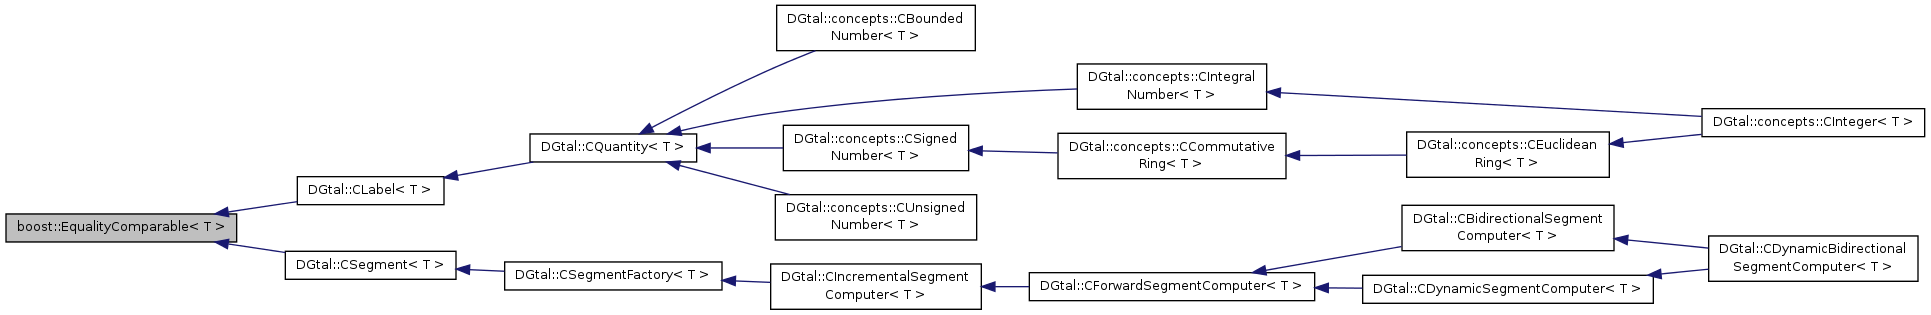 DGtal::concepts::CBounded
Number< T >
DGtal::concepts::CIntegral
Number< T >
DGtal::concepts::CInteger< T >
DGtal::CQuantity< T >
DGtal::concepts::CSigned
Number< T >
DGtal::concepts::CCommutative
Ring< T >
DGtal::concepts::CEuclidean
Ring< T >
DGtal::CLabel< T >
DGtal::concepts::CUnsigned
Number< T >
boost::EqualityComparable< T >
DGtal::CSegment< T >
DGtal::CSegmentFactory< T >
DGtal::CIncrementalSegment
Computer< T >
DGtal::CForwardSegmentComputer< T >
DGtal::CBidirectionalSegment
Computer< T >
DGtal::CDynamicSegmentComputer< T >
DGtal::CDynamicBidirectional
SegmentComputer< T >